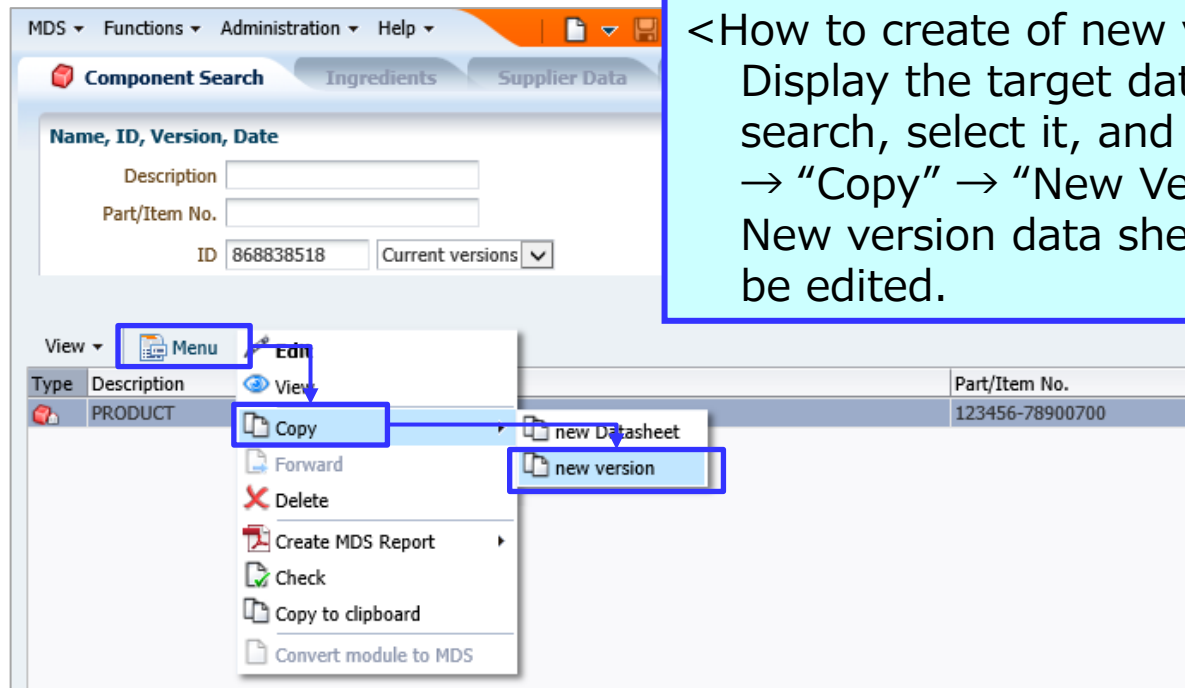 MDS Functions Administration Help
Component Search Ingredients Supplier Data
Name, ID, Version, Date
Description
Part/Item No.
ID 868838518 Current versions
<How to create of new
Display the target
search, select it, and
→ “Copy” → “New
New version data
be edited.
View Menu
Type Description Part/Item No.
PRODUCT 123456-78900700
Edit
View
Copy
new Datasheet
new version
Forward
Delete
Create MDS Report
Check
Copy to clipboard
Convert module to MDS